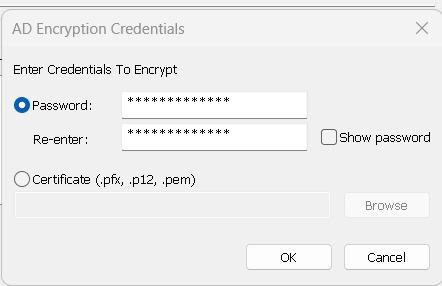 AD Encryption Credentials
Enter Credentials To Encrypt
Password: *************
Re-enter: ************* Show password
Certificate (.pfx, .p12, .pem)
Browse
OK Cancel